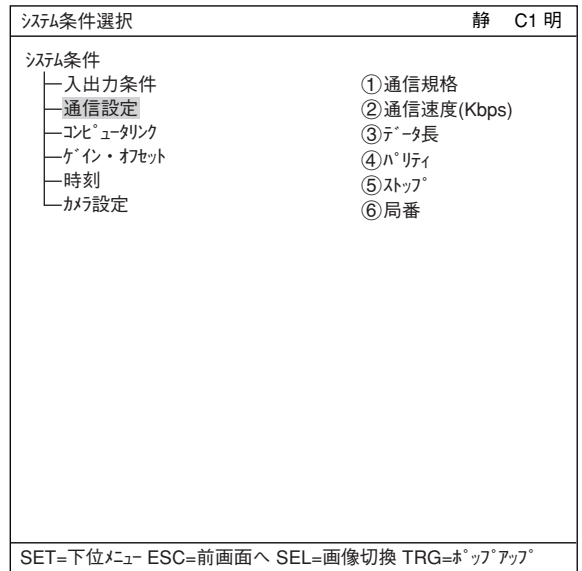 ｼｽﾃﾑ条件選択 静 C1 明
ｼｽﾃﾑ条件
入出力条件
通信設定
ｺﾝﾋﾟｭｰﾀﾘﾝｸ
ｹﾞｲﾝ・ｵﾌｾｯﾄ
時刻
ｶﾒﾗ設定
①通信規格
②通信速度(Kbps)
③ﾃﾞｰﾀ長
④ﾊﾟﾘﾃｨ
⑤ｽﾄｯﾌﾟ
⑥局番
SET=下位ﾒﾆｭｰ ESC=前画面へ SEL=画像切換 TRG=ﾎﾟｯﾌﾟｱｯﾌﾟ